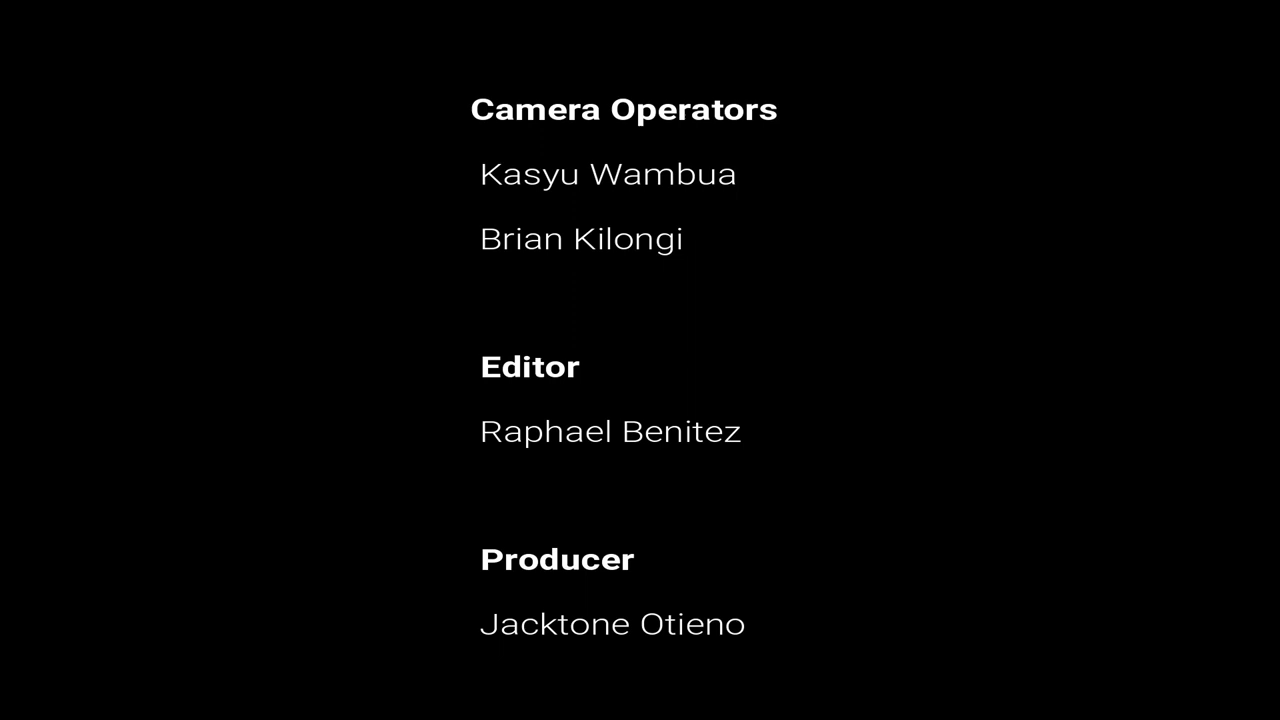 Camera Operators
Kasyu Wambua
Brian Kilongi
Editor
Raphael Benitez
Producer
Jacktone Otieno